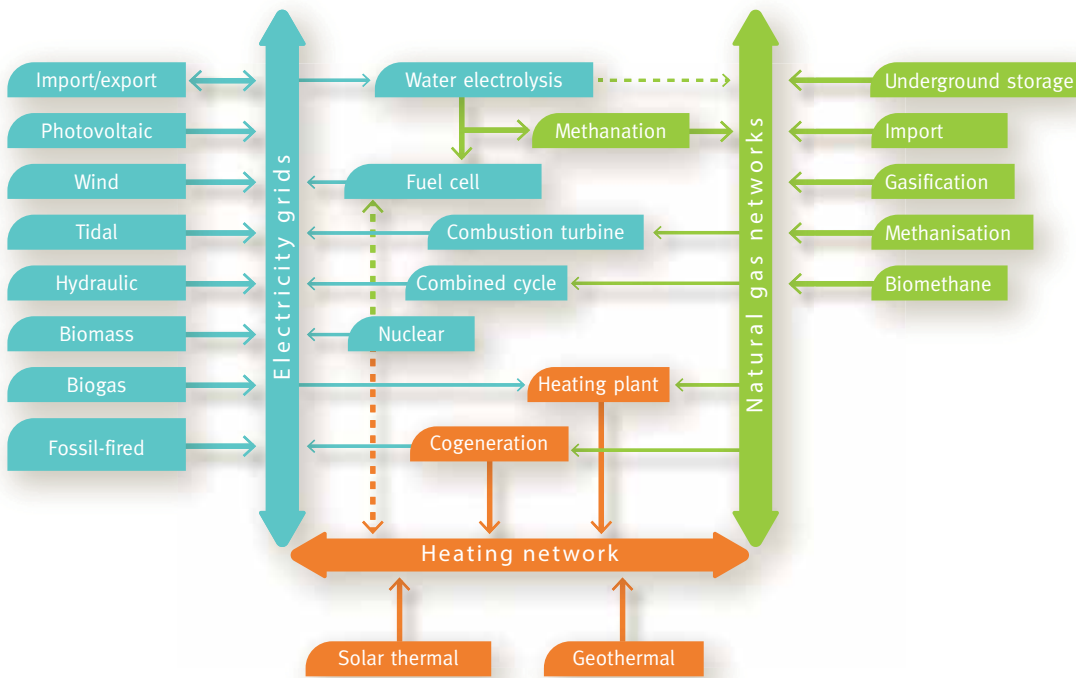 Import/export
Water electrolysis
Underground storage
Photovoltaic
Methanation
Import
Wind
Fuel cell
Gasification
Tidal
Combustion turbine
Methanisation
Hydraulic
Combined cycle
Biomethane
Biomass
Nuclear
Biogas
Heating plant
Fossil-fired
Cogeneration
Electricity grids
Natural gas networks
Heating network
Solar thermal
Geothermal